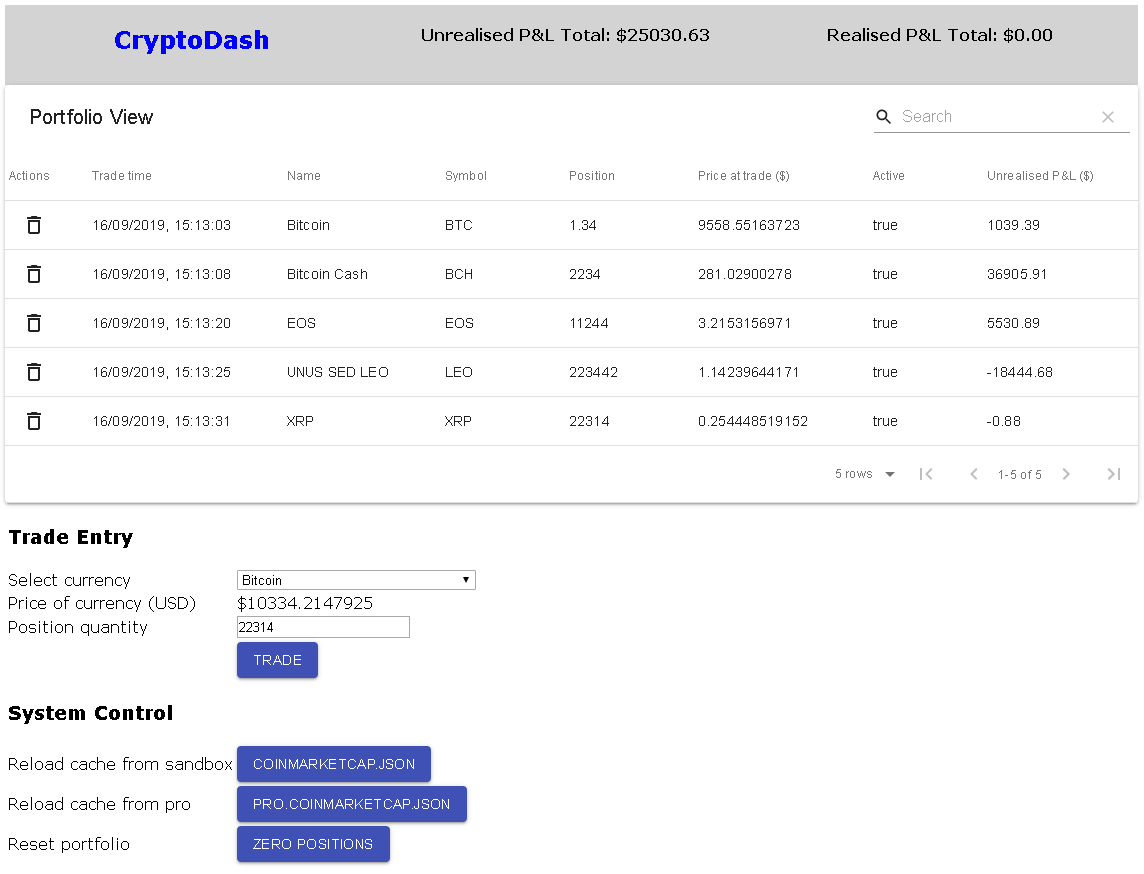 CryptoDash Unrealised P&L Total: $25030.63 Realised P&L Total: $0.00
Portfolio View Search
Actions Trade time Name Symbol Position Price at trade ($) Active Unrealised P&L ($)
16/09/2019, 15:13:03 Bitcoin BTC 1.34 9558.55163723 true 1039.39
16/09/2019, 15:13:08 Bitcoin Cash BCH 2234 281.02900278 true 36905.91
16/09/2019, 15:13:20 EOS EOS 11244 3.2153156971 true 5530.89
16/09/2019, 15:13:25 UNUS SED LEO LEO 223442 1.14239644171 true -18444.68
16/09/2019, 15:13:31 XRP XRP 22314 0.254448519152 true -0.88
5 rows 1-5 of 5
Trade Entry
Select currency Bitcoin
Price of currency (USD) $10334.2147925
Position quantity 22314
TRADE
System Control
Reload cache from sandbox COINMARKETCAP.JSON
Reload cache from pro PRO.COINMARKETCAP.JSON
Reset portfolio ZERO POSITIONS